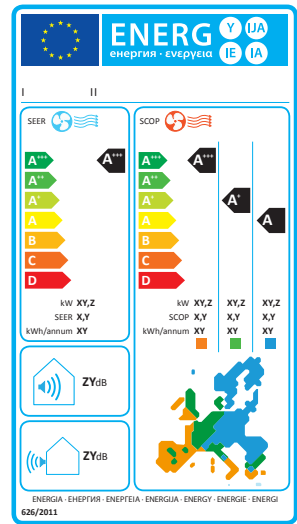 ENERG Y IJA
енергия · ενεργεια IE IA
I II
SEER SCOP
A+++ A+++ A+++ A+++
A++ A++
A+ A+ A+
A A A
B B
C C
D D
kW XY,Z kW XY,Z XY,Z XY,Z
SEER X,Y SCOP X,Y X,Y X,Y
kWh/annum XY kWh/annum XY XY XY
ZYdB
ZYdB
ENERGIA · ЕНЕРГИЯ · ΕΝΕΡΓΕΙΑ · ENERGIJA · ENERGY · ENERGIE · ENERGI
626/2011